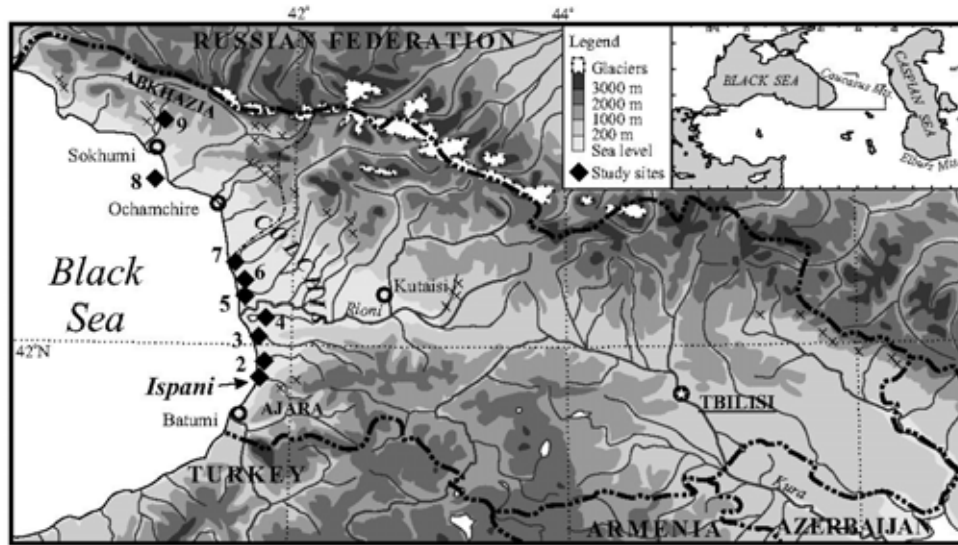 42
44
RUSSIAN FEDERATION
ABKHAZIA
9
Sokhumi
8
Ochamchire
7
6
5
4
3
2
Kutaisi
Rioni
Black
Sea
42°N
Ispani
Batumi
AJARA
TBILISI
TURKEY
Kura
ARMENIA
AZERBAIJAN
Legend
Glaciers
3000 m
2000 m
1000 m
200 m
Sea level
Study sites
BLACK SEA
Caucasus Mts.
CASPIAN
SEA